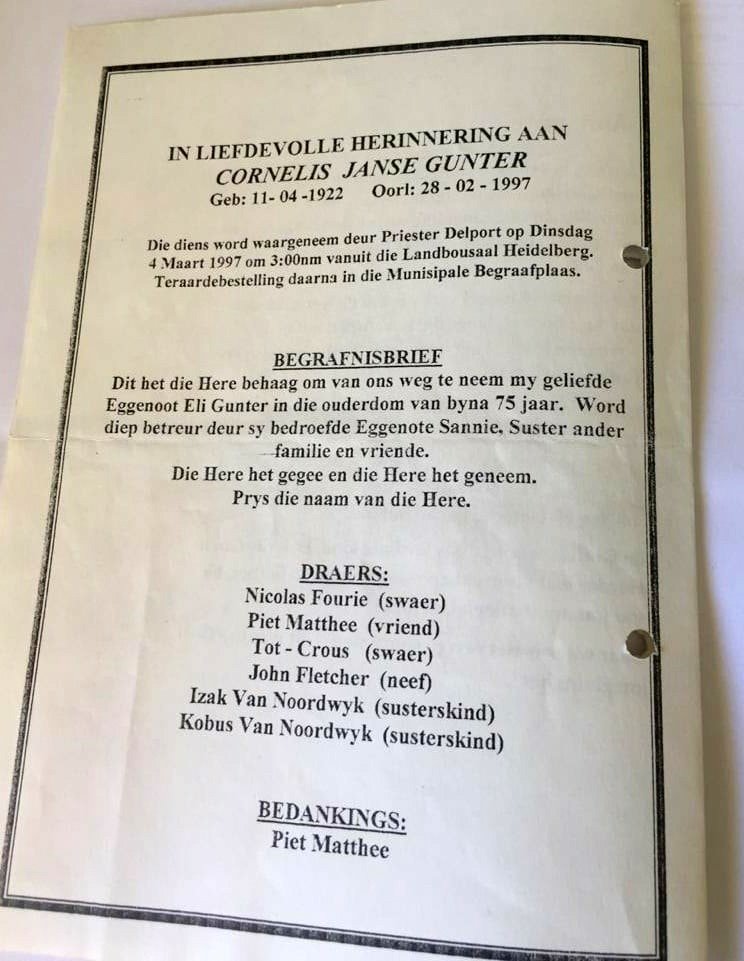 IN LIEFDEVOLLE HERINNERING AAN
CORNELIS JANSE GUNTER
Geb: 11- 04 -1922 Oorl: 28 - 02 - 1997
Die diens word waargeneem deur Priester Delport op Dinsdag
4 Maart 1997 om 3:00nm vanuit die Landbousaal Heidelberg.
Teraardebestelling daarna in die Munisipale Begraafplaas.
BEGRAFNISBRIEF
Dit het die Here behaag om van ons weg te neem my geliefde
Eggenoot Eli Gunter in die ouderdom van byna 75 jaar. Word
diep betreur deur sy bedroefde Eggenote Sannie, Suster ander
familie en vriende.
Die Here het gegee en die Here het geneem.
Prys die naam van die Here.
DRAERS:
Nicolas Fourie (swaer)
Piet Matthee (vriend)
Tot - Crous (swaer)
John Fletcher (neef)
Izak Van Noordwyk (susterskind)
Kobus Van Noordwyk (susterskind)
BEDANKINGS:
Piet Matthee